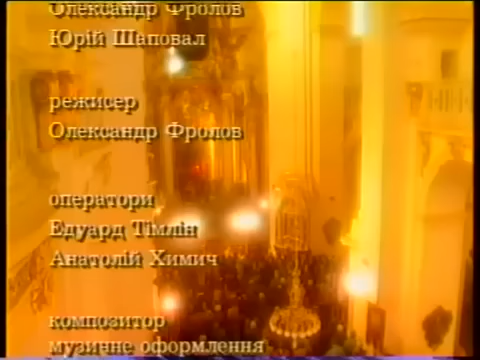 Олександр Фролов
Юрій Шаповал
режисер
Олександр Фролов
оператори
Едуард Тімлін
Анатолій Химич
композитор
музичне оформлення